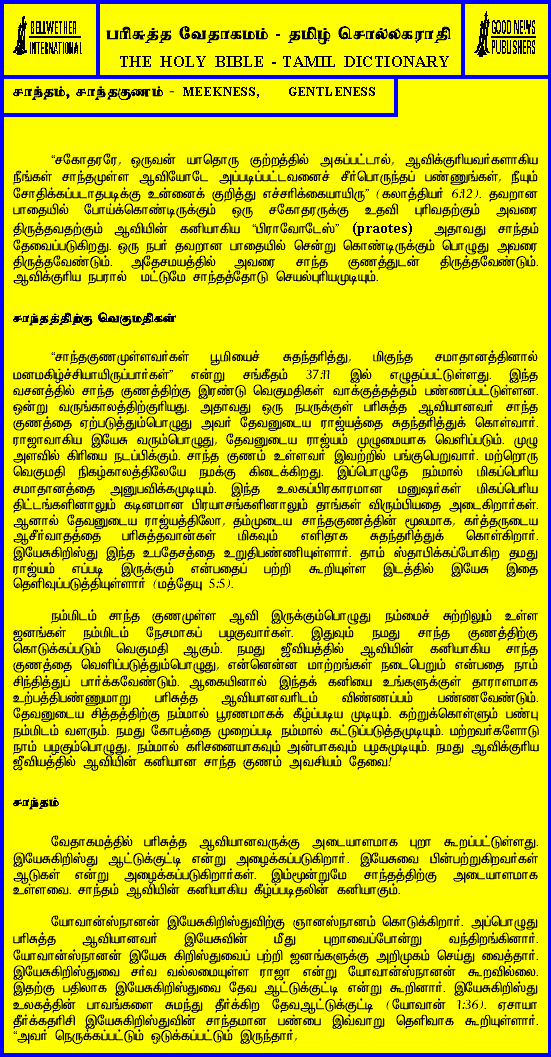 BELLWETHER
INTERNATIONAL
பரிசுத்த வேதாகமம் - தமிழ் சொல்லகராதி
THE HOLY BIBLE - TAMIL DICTIONARY
GOOD NEWS
PUBLISHERS
சாந்தம், சாந்தகுணம் - MEEKNESS, GENTLENESS
“சகோதரரே, ஒருவன் யாதொரு குற்றத்தில் அகப்பட்டால், ஆவிக்குரியவர்களாகிய
நீங்கள் சாந்தமுள்ள ஆவியோடே அப்படிப்பட்டவனைச் சீர்பொருந்தப் பண்ணுங்கள், நீயும்
சோதிக்கப்படாதபடிக்கு உன்னைக் குறித்து எச்சரிக்கையாயிரு” (கலாத்தியர் 6:12). தவறான
பாதையில் போய்க்கொண்டிருக்கும் ஒரு சகோதரருக்கு உதவி புரிவதற்கும் அவரை
திருத்தவதற்கும் ஆவியின் கனியாகிய “பிராவோடேஸ்” (praotes) அதாவது சாந்தம்
தேவைப்படுகிறது. ஒரு நபர் தவறான பாதையில் சென்று கொண்டிருக்கும் பொழுது அவரை
திருத்தவேண்டும். அதேசமயத்தில் அவரை சாந்த குணத்துடன் திருத்தவேண்டும்.
ஆவிக்குரிய நபரால் மட்டுமே சாந்தத்தோடு செயல்புரியமுடியும்.
சாந்தத்திற்கு வெகுமதிகள்
“சாந்தகுணமுள்ளவர்கள் பூமியைச் சுதந்தரித்து, மிகுந்த சமாதானத்தினால்
மனமகிழ்ச்சியாயிருப்பார்கள்” என்று சங்கீதம் 37:11 இல் எழுதப்பட்டுள்ளது. இந்த
வசனத்தில் சாந்த குணத்திற்கு இரண்டு வெகுமதிகள் வாக்குத்தத்தம் பண்ணப்பட்டுள்ளன.
ஒன்று வருங்காலத்திற்குரியது. அதாவது ஒரு நபருக்குள் பரிசுத்த ஆவியானவர் சாந்த
குணத்தை ஏற்படுத்தும்பொழுது அவர் தேவனுடைய ராஜ்யத்தை சுதந்தரித்துக் கொள்வார்.
ராஜாவாகிய இயேசு வரும்பொழுது, தேவனுடைய ராஜ்யம் முழுமையாக வெளிப்படும். முழு
அளவில் கிரியை நடப்பிக்கும். சாந்த குணம் உள்ளவர் இவற்றில் பங்குபெறுவார். மற்றொரு
வெகுமதி நிகழ்காலத்திலேயே நமக்கு கிடைக்கிறது. இப்பொழுதே நம்மால் மிகப்பெரிய
சமாதானத்தை அனுபவிக்கமுடியும். இந்த உலகப்பிரகாரமான மனுஷர்கள் மிகப்பெரிய
திட்டங்களினாலும் கடினமான பிரயாசங்களினாலும் தாங்கள் விரும்பியதை அடைகிறார்கள்.
ஆனால் தேவனுடைய ராஜ்யத்திலோ, தம்முடைய சாந்தகுணத்தின் மூலமாக, கர்த்தருடைய
ஆசீர்வாதத்தை பரிசுத்தவான்கள் மிகவும் எளிதாக சுதந்தரித்துக் கொள்கிறார்.
இயேசுகிறிஸ்து இந்த உபதேசத்தை உறுதிபண்ணியுள்ளார். தாம் ஸ்தாபிக்கப்போகிற தமது
ராஜ்யம் எப்படி இருக்கும் என்பதைப் பற்றி கூறியுள்ள இடத்தில் இயேசு இதை
தெளிவுப்படுத்தியுள்ளார் (மத்தேயு 5:5).
நம்மிடம் சாந்த குணமுள்ள ஆவி இருக்கும்பொழுது நம்மைச் சுற்றிலும் உள்ள
ஜனங்கள் நம்மிடம் நேசமாகப் பழகுவார்கள். இதுவும் நமது சாந்த குணத்திற்கு
கொடுக்கப்படும் வெகுமதி ஆகும். நமது ஜீவியத்தில் ஆவியின் கனியாகிய சாந்த
குணத்தை வெளிப்படுத்தும்பொழுது, என்னென்ன மாற்றங்கள் நடைபெறும் என்பதை நாம்
சிந்தித்துப் பார்க்கவேண்டும். ஆகையினால் இந்தக் கனியை உங்களுக்குள் தாராளமாக
உற்பத்திபண்ணுமாறு பரிசுத்த ஆவியானவரிடம் விண்ணப்பம் பண்ணவேண்டும்.
தேவனுடைய சித்தத்திற்கு நம்மால் பூரணமாகக் கீழ்ப்படிய முடியும். கற்றுக்கொள்ளும் பண்பு
நம்மிடம் வளரும். நமது கோபத்தை முறைப்படி நம்மால் கட்டுப்படுத்தமுடியும். மற்றவர்களோடு
நாம் பழகும்பொழுது, நம்மால் கரிசனையாகவும் அன்பாகவும் பழகமுடியும். நமது ஆவிக்குரிய
ஜீவியத்தில் ஆவியின் கனியான சாந்த குணம் அவசியம் தேவை!
சாந்தம்
வேதாகமத்தில் பரிசுத்த ஆவியானவருக்கு அடையாளமாக புறா கூறப்பட்டுள்ளது.
இயேசுகிறிஸ்து ஆட்டுக்குட்டி என்று அழைக்கப்படுகிறார். இயேசுவை பின்பற்றுகிறவர்கள்
ஆடுகள் என்று அழைக்கப்படுகிறார்கள். இம்மூன்றுமே சாந்தத்திற்கு அடையாளமாக
உள்ளவை. சாந்தம் ஆவியின் கனியாகிய கீழ்ப்படிதலின் கனியாகும்.
யோவான்ஸ்நானன் இயேசுகிறிஸ்துவிற்கு ஞானஸ்நானம் கொடுக்கிறார். அப்பொழுது
பரிசுத்த ஆவியானவர் இயேசுவின் மீது புறாவைப்போன்று வந்திறங்கினார்.
யோவான்ஸ்நானன் இயேசு கிறிஸ்துவைப் பற்றி ஜனங்களுக்கு அறிமுகம் செய்து வைத்தார்.
இயேசுகிறிஸ்துவை சர்வ வல்லமையுள்ள ராஜா என்று யோவான்ஸ்நானன் கூறவில்லை.
இதற்கு பதிலாக இயேசுகிறிஸ்துவை தேவ ஆட்டுக்குட்டி என்று கூறினார். இயேசுகிறிஸ்து
உலகத்தின் பாவங்களை சுமந்து தீர்க்கிற தேவஆட்டுக்குட்டி (யோவான் 1:36). ஏசாயா
தீர்க்கதரிசி இயேசுகிறிஸ்துவின் சாந்தமான பண்பை இவ்வாறு தெளிவாக கூறியுள்ளார்.
“அவர் நெருக்கப்பட்டும் ஒடுக்கப்பட்டும் இருந்தார்,